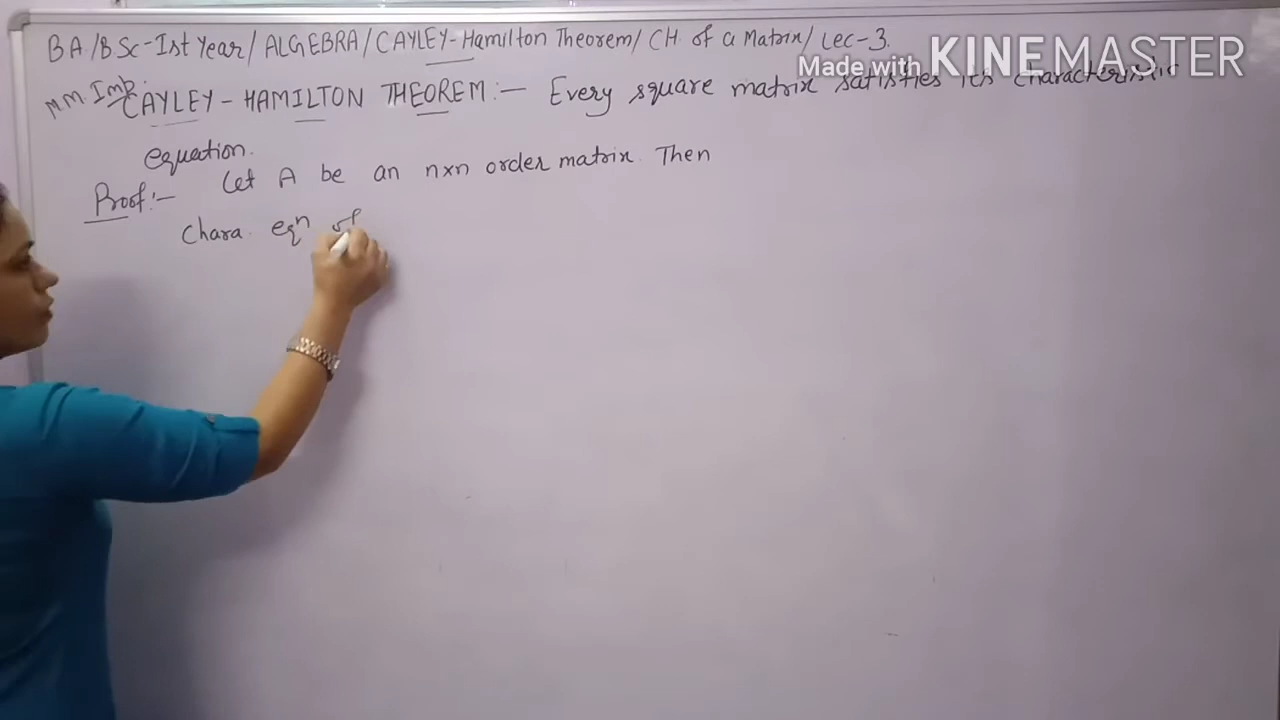 BA/BSc-Ist Year/ALGEBRA/CAYLEY-Hamilton Theorem/CH. of a Matrix/Lec-3.
Made with KINEMASTER
M.M. Imp. CAYLEY-HAMILTON THEOREM:- Every square matrix satisfies its characteristic
equation.
Proof:- Let A be an n×n order matrix. Then
Chara. eqn of